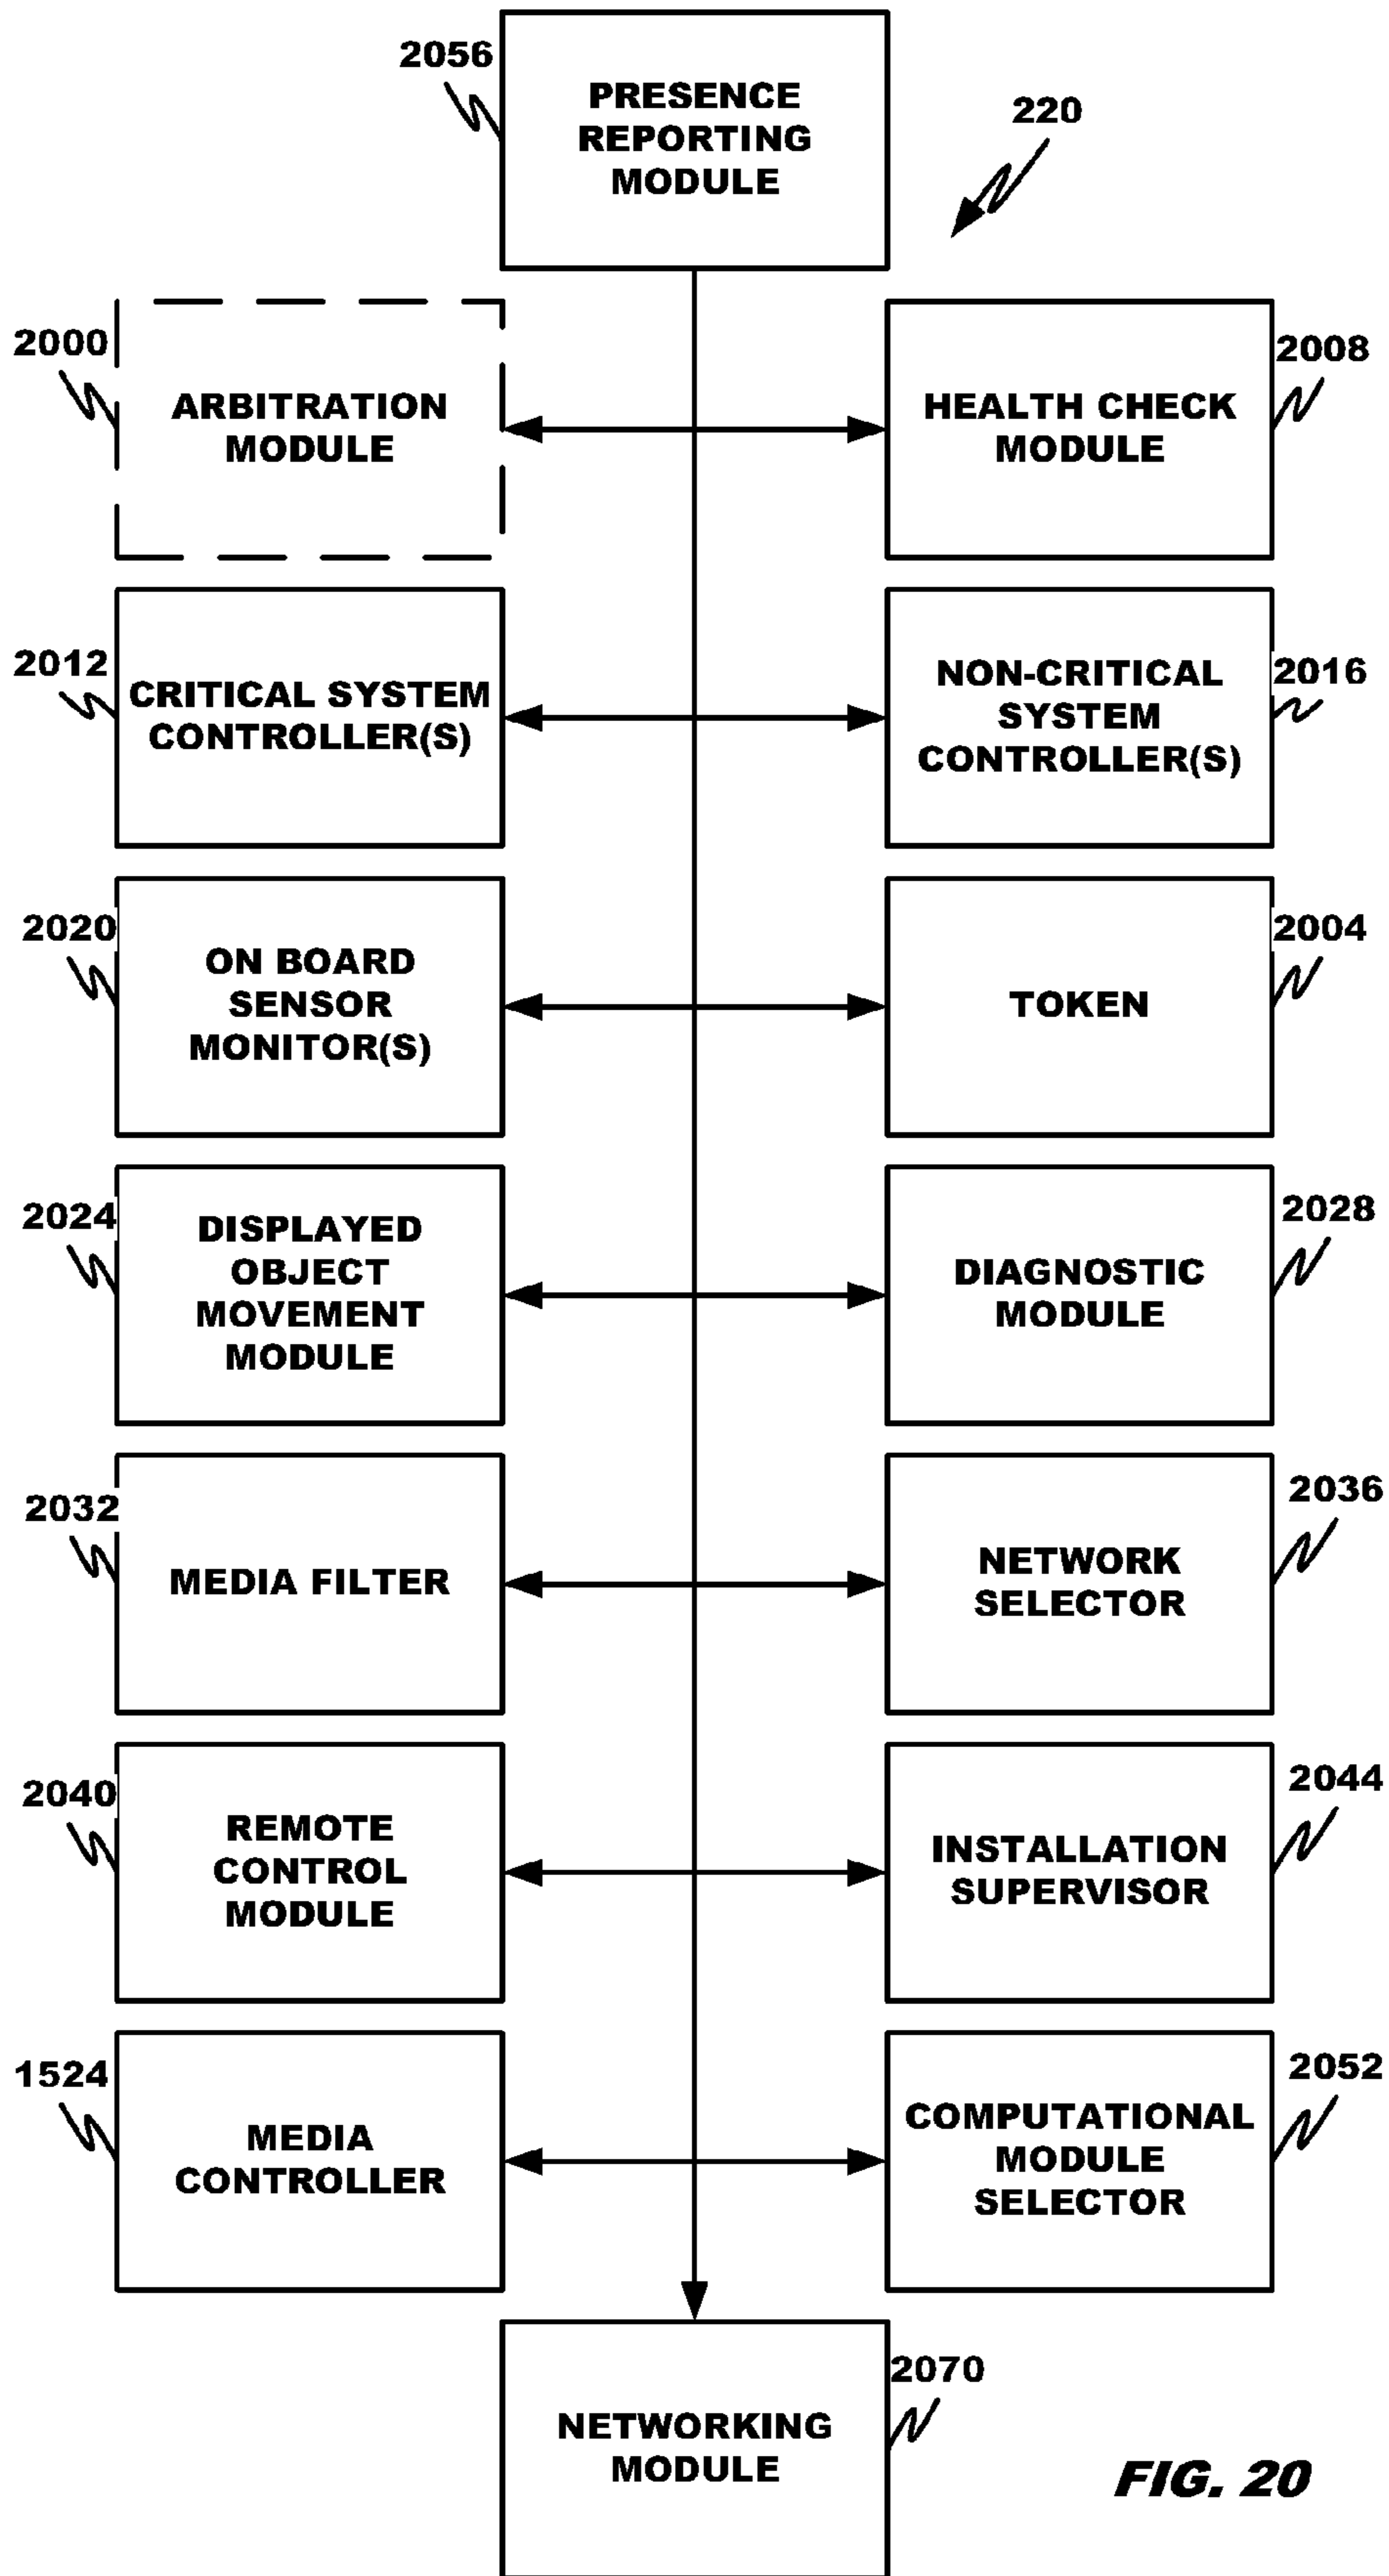 2056
PRESENCE
REPORTING
MODULE
220
2000
ARBITRATION
MODULE
HEALTH CHECK
MODULE
2008
2012
CRITICAL SYSTEM
CONTROLLER(S)
NON-CRITICAL
SYSTEM
CONTROLLER(S)
2016
2020
ON BOARD
SENSOR
MONITOR(S)
TOKEN
2004
2024
DISPLAYED
OBJECT
MOVEMENT
MODULE
DIAGNOSTIC
MODULE
2028
2032
MEDIA FILTER
NETWORK
SELECTOR
2036
2040
REMOTE
CONTROL
MODULE
INSTALLATION
SUPERVISOR
2044
1524
MEDIA
CONTROLLER
COMPUTATIONAL
MODULE
SELECTOR
2052
NETWORKING
MODULE
2070
FIG. 20